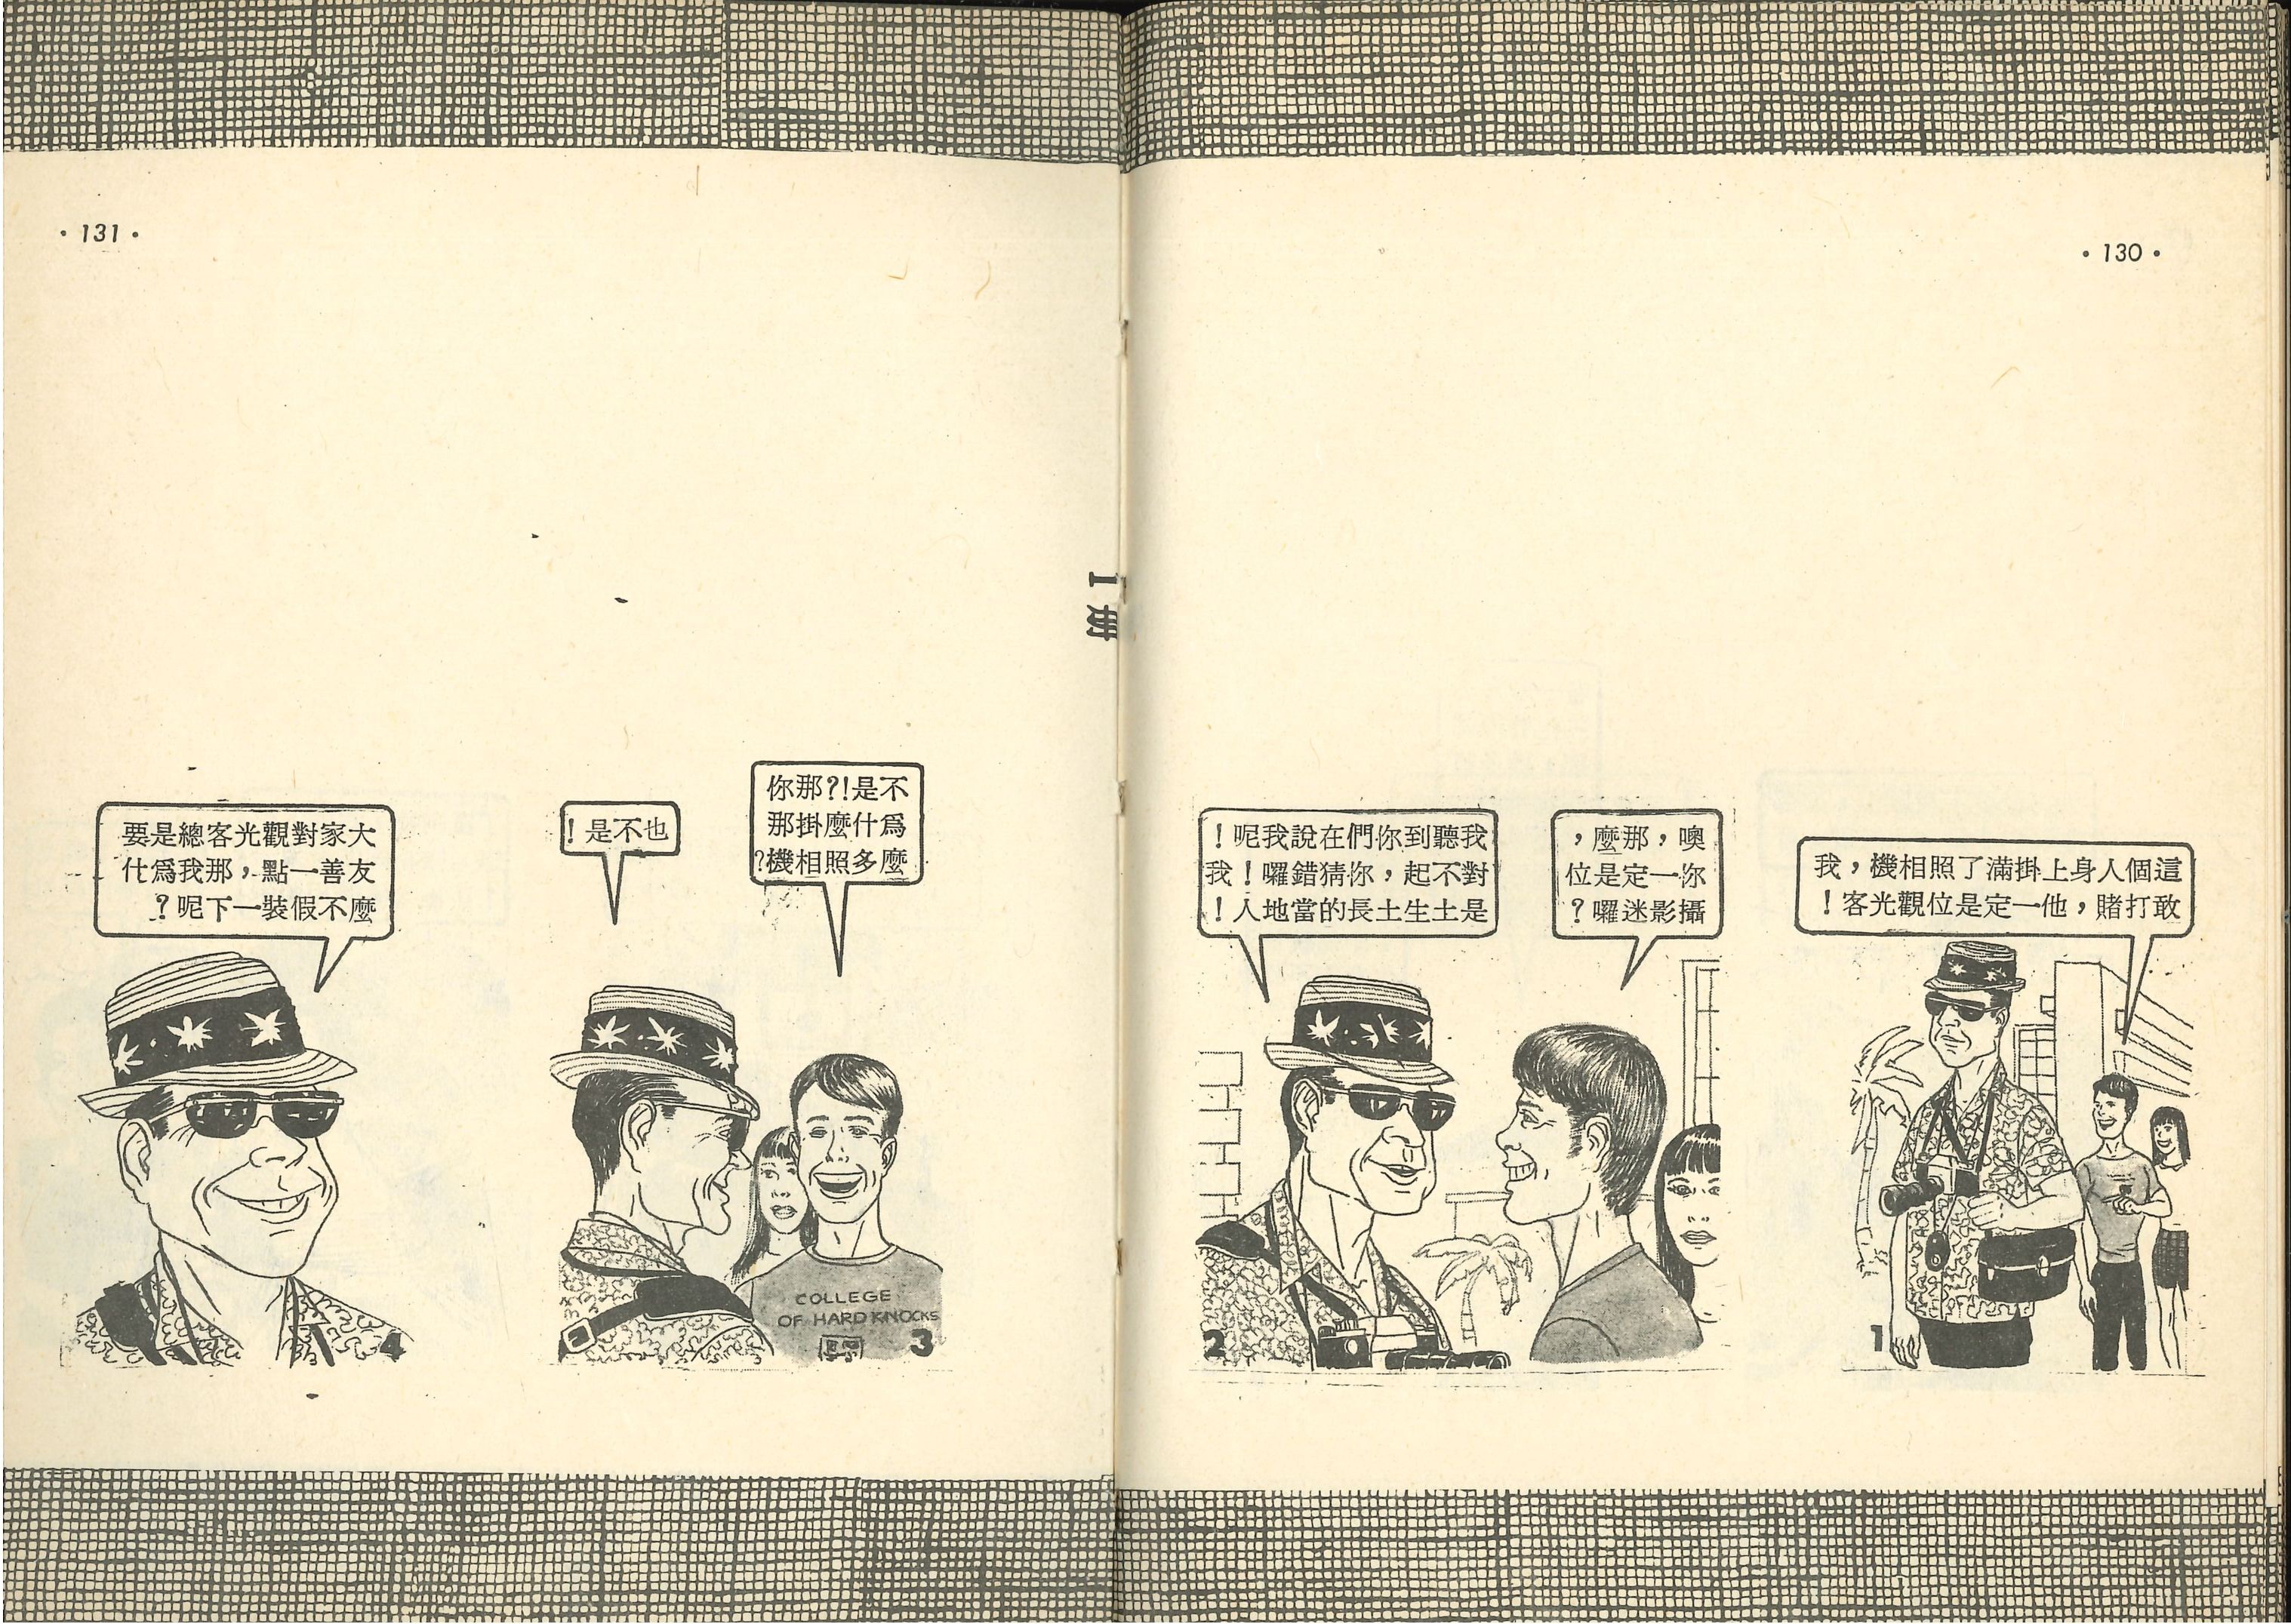 • 130 •
這個人身上掛滿了照相機，我
敢打賭，他一定是位觀光客！
1
我聽到你們在說我呢！
對不起，你猜錯囉！我
是土生土長的當地人！
噢，那麼，
你一定是位
攝影迷囉？
2
• 131 •
也不是！
不是!?那你
爲什麼掛那
麼多照相機?
COLLEGE
OF HARD KNOCKS
3
大家對觀光客總是要
友善一點，那我爲什
麼不假裝一下呢？
4